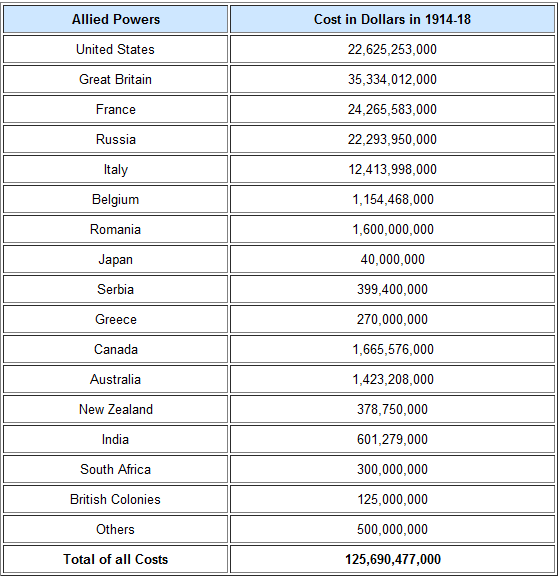 Allied Powers Cost in Dollars in 1914-18
United States 22,625,253,000
Great Britain 35,334,012,000
France 24,265,583,000
Russia 22,293,950,000
Italy 12,413,998,000
Belgium 1,154,468,000
Romania 1,600,000,000
Japan 40,000,000
Serbia 399,400,000
Greece 270,000,000
Canada 1,665,576,000
Australia 1,423,208,000
New Zealand 378,750,000
India 601,279,000
South Africa 300,000,000
British Colonies 125,000,000
Others 500,000,000
Total of all Costs 125,690,477,000